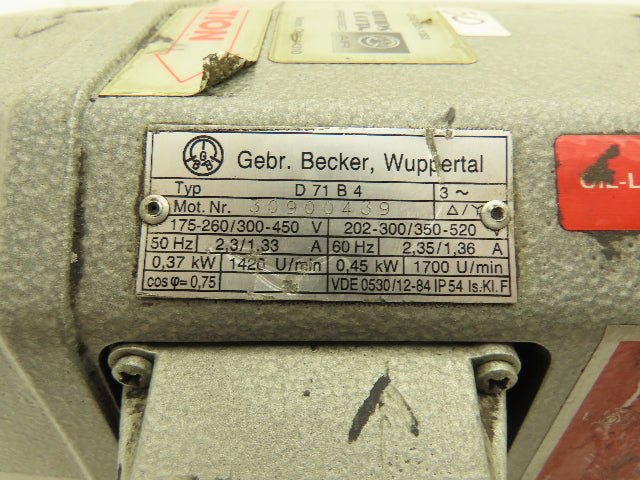 TION
Gebr. Becker, Wuppertal
Typ D 71 B 4 3 ~
Mot. Nr. 30900439 Δ/Y
175-260/300-450 V 202-300/350-520
50 Hz 2,3/1,33 A 60 Hz 2,35/1,36 A
0,37 kW 1420 U/min 0,45 kW 1700 U/min
cos φ= 0,75 VDE 0530/12-84 IP 54 Is.Kl. F
OIL-L